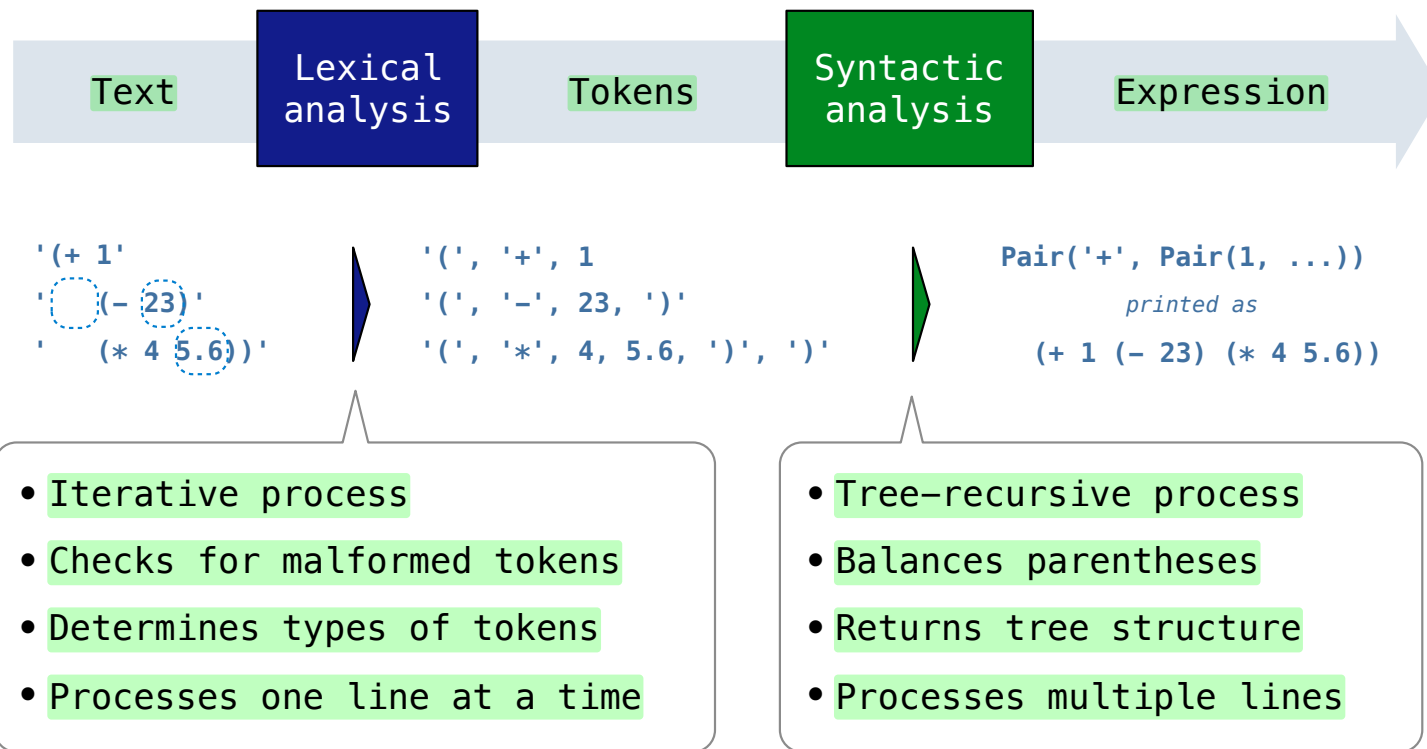 Text
Lexical
analysis
Tokens
Syntactic
analysis
Expression
'(+ 1'
'   (– 23)'
'   (* 4 5.6))'
'(', '+', 1
'(', '–', 23, ')'
'(', '*', 4, 5.6, ')', ')'
Pair('+', Pair(1, ...))
printed as
(+ 1 (– 23) (* 4 5.6))
• Iterative process
• Checks for malformed tokens
• Determines types of tokens
• Processes one line at a time
• Tree–recursive process
• Balances parentheses
• Returns tree structure
• Processes multiple lines